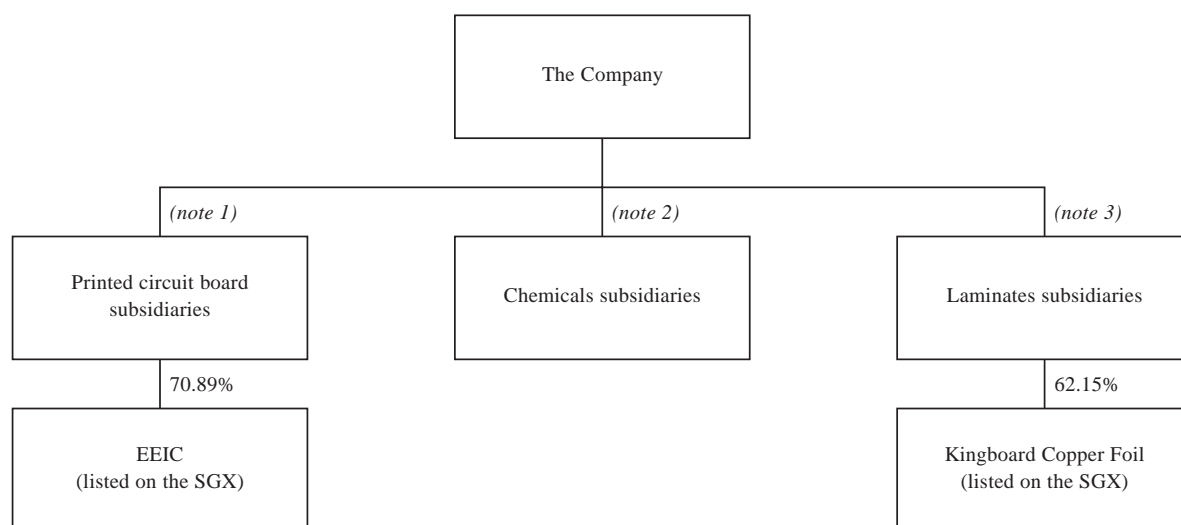 The Company
(note 1)
(note 2)
(note 3)
Printed circuit board
subsidiaries
Chemicals subsidiaries
Laminates subsidiaries
70.89%
62.15%
EEIC
(listed on the SGX)
Kingboard Copper Foil
(listed on the SGX)